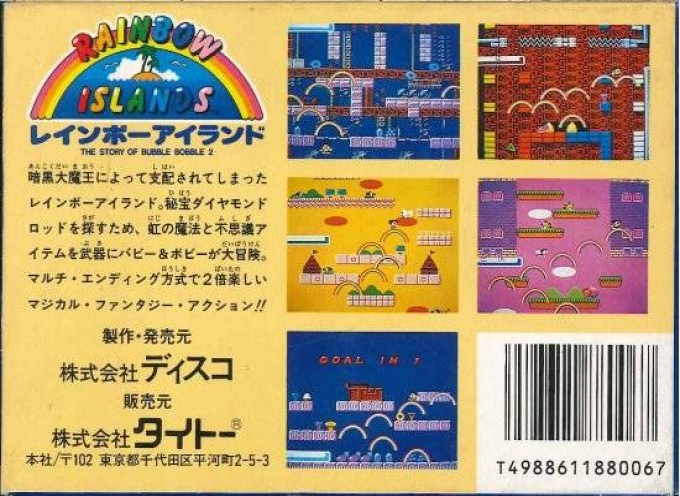 RAINBOW
ISLANDS
レインボーアイランド
THE STORY OF BUBBLE BOBBLE 2
暗黒大魔王によって支配されてしまった
レインボーアイランド。秘宝ダイヤモンド
ロッドを探すため、虹の魔法と不思議ア
イテムを武器にバビー&ボビーが大冒険。
マルチ・エンディング方式で2倍楽しい
マジカル・ファンタジー・アクション!!
製作・発売元
株式会社ディスコ
販売元
株式会社タイトー®
本社/〒102 東京都千代田区平河町2-5-3
GOAL IN 1
T4988611880067